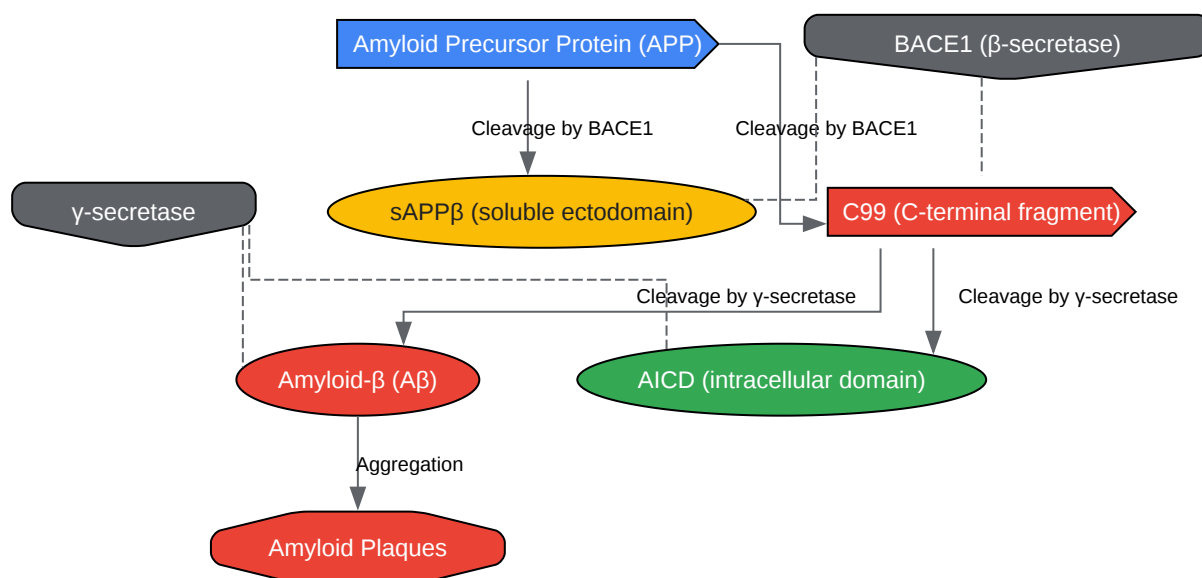 Amyloid Precursor Protein (APP)
BACE1 (β-secretase)
Cleavage by BACE1
Cleavage by BACE1
γ-secretase
sAPPβ (soluble ectodomain)
C99 (C-terminal fragment)
Cleavage by γ-secretase
Cleavage by γ-secretase
Amyloid-β (Aβ)
AICD (intracellular domain)
Aggregation
Amyloid Plaques